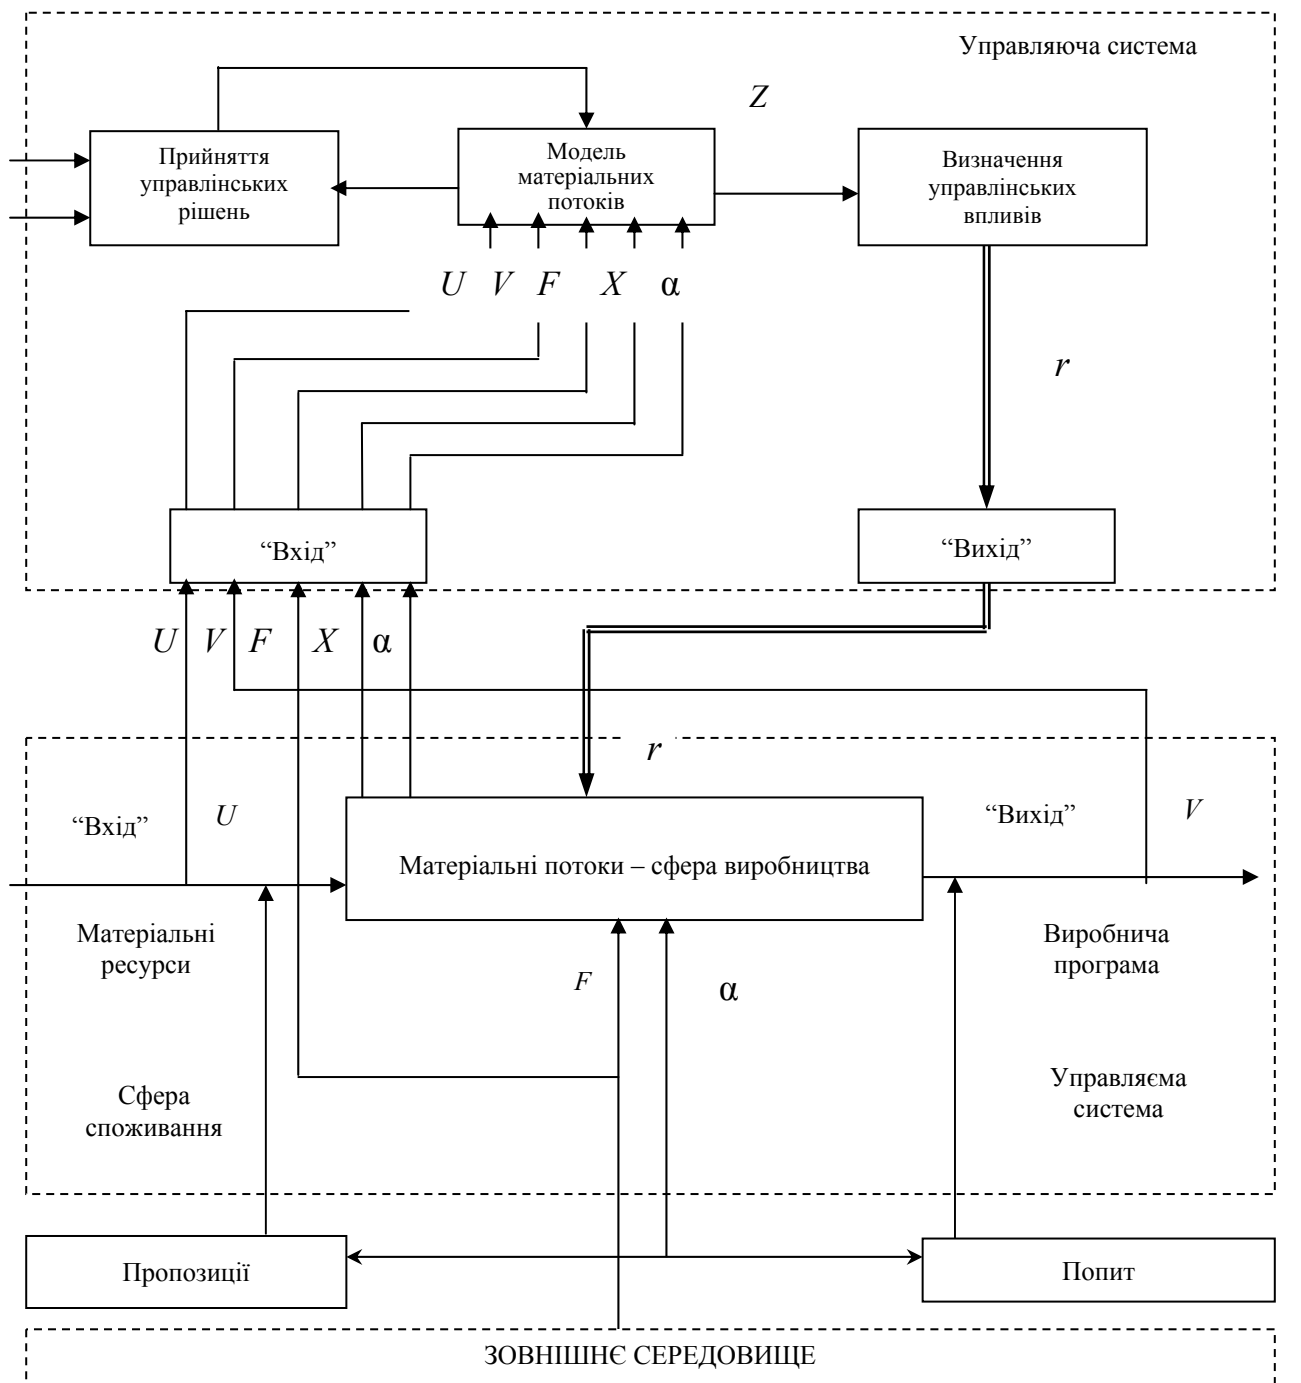 Управляюча система
Z
Прийняття
управлінських
рішень
Модель
матеріальних
потоків
Визначення
управлінських
впливів
U V F X α
r
“Вхід”
“Вихід”
U V F X α
r
“Вхід”
U
“Вихід”
V
Матеріальні потоки – сфера виробництва
Матеріальні
ресурси
F
α
Виробнича
програма
Сфера
споживання
Управляєма
система
Пропозиції
Попит
ЗОВНІШНЄ СЕРЕДОВИЩЕ